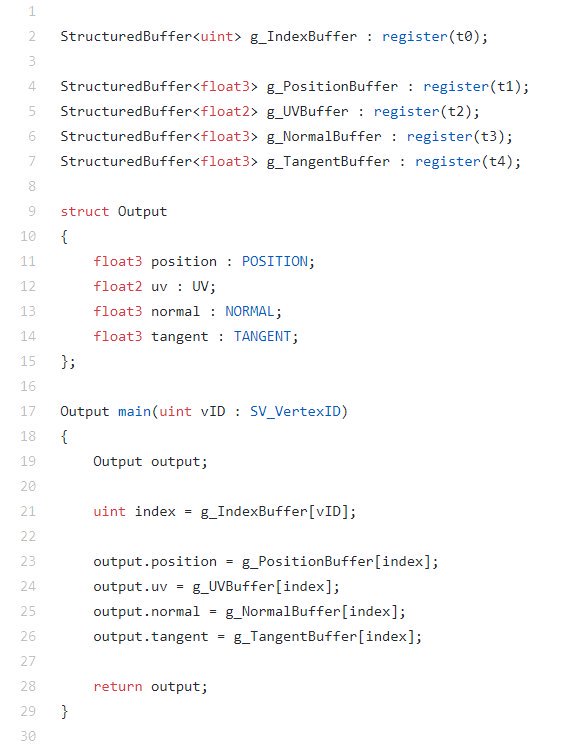 1
2 StructuredBuffer<uint> g_IndexBuffer : register(t0);
3
4 StructuredBuffer<float3> g_PositionBuffer : register(t1);
5 StructuredBuffer<float2> g_UVBuffer : register(t2);
6 StructuredBuffer<float3> g_NormalBuffer : register(t3);
7 StructuredBuffer<float3> g_TangentBuffer : register(t4);
8
9 struct Output
10 {
11     float3 position : POSITION;
12     float2 uv : UV;
13     float3 normal : NORMAL;
14     float3 tangent : TANGENT;
15 };
16
17 Output main(uint vID : SV_VertexID)
18 {
19     Output output;
20
21     uint index = g_IndexBuffer[vID];
22
23     output.position = g_PositionBuffer[index];
24     output.uv = g_UVBuffer[index];
25     output.normal = g_NormalBuffer[index];
26     output.tangent = g_TangentBuffer[index];
27
28     return output;
29 }
30